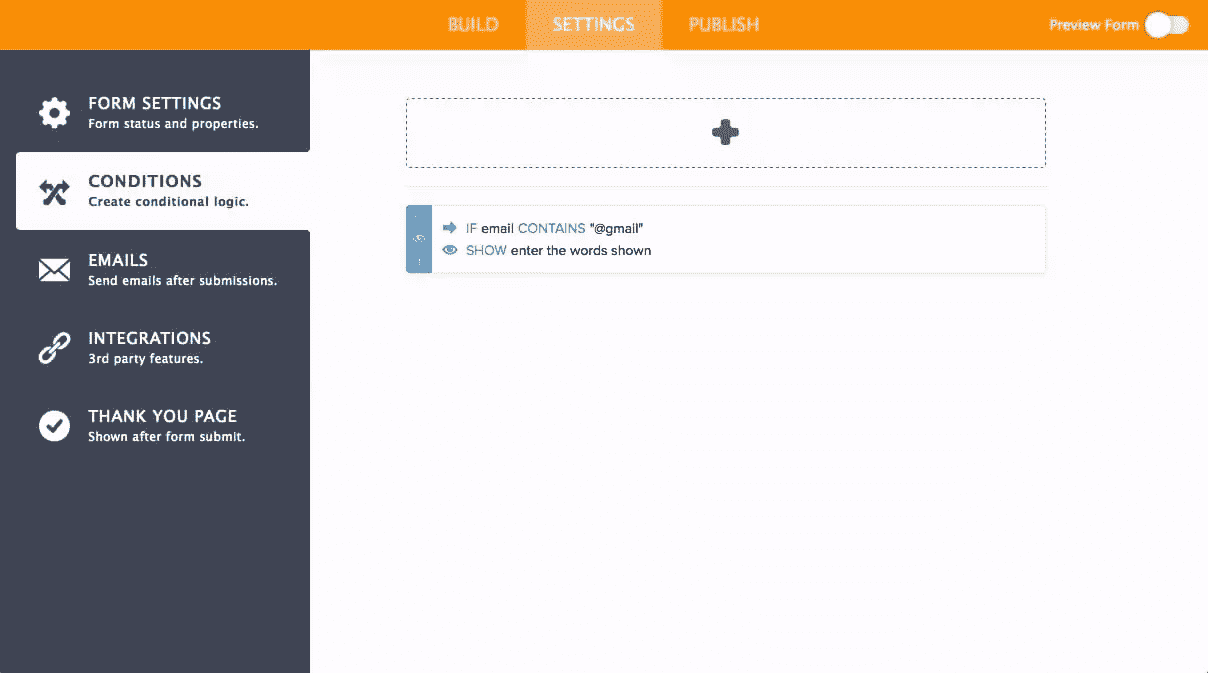 BUILD SETTINGS PUBLISH Preview Form
FORM SETTINGS
Form status and properties.
CONDITIONS
Create conditional logic.
EMAILS
Send emails after submissions.
INTEGRATIONS
3rd party features.
THANK YOU PAGE
Shown after form submit.
IF email CONTAINS "@gmail"
SHOW enter the words shown